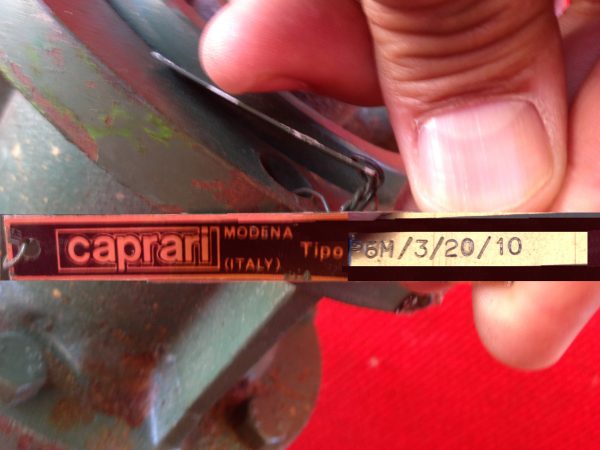 caprari
MODENA
(ITALY)
Tipo P6M/3/20/10